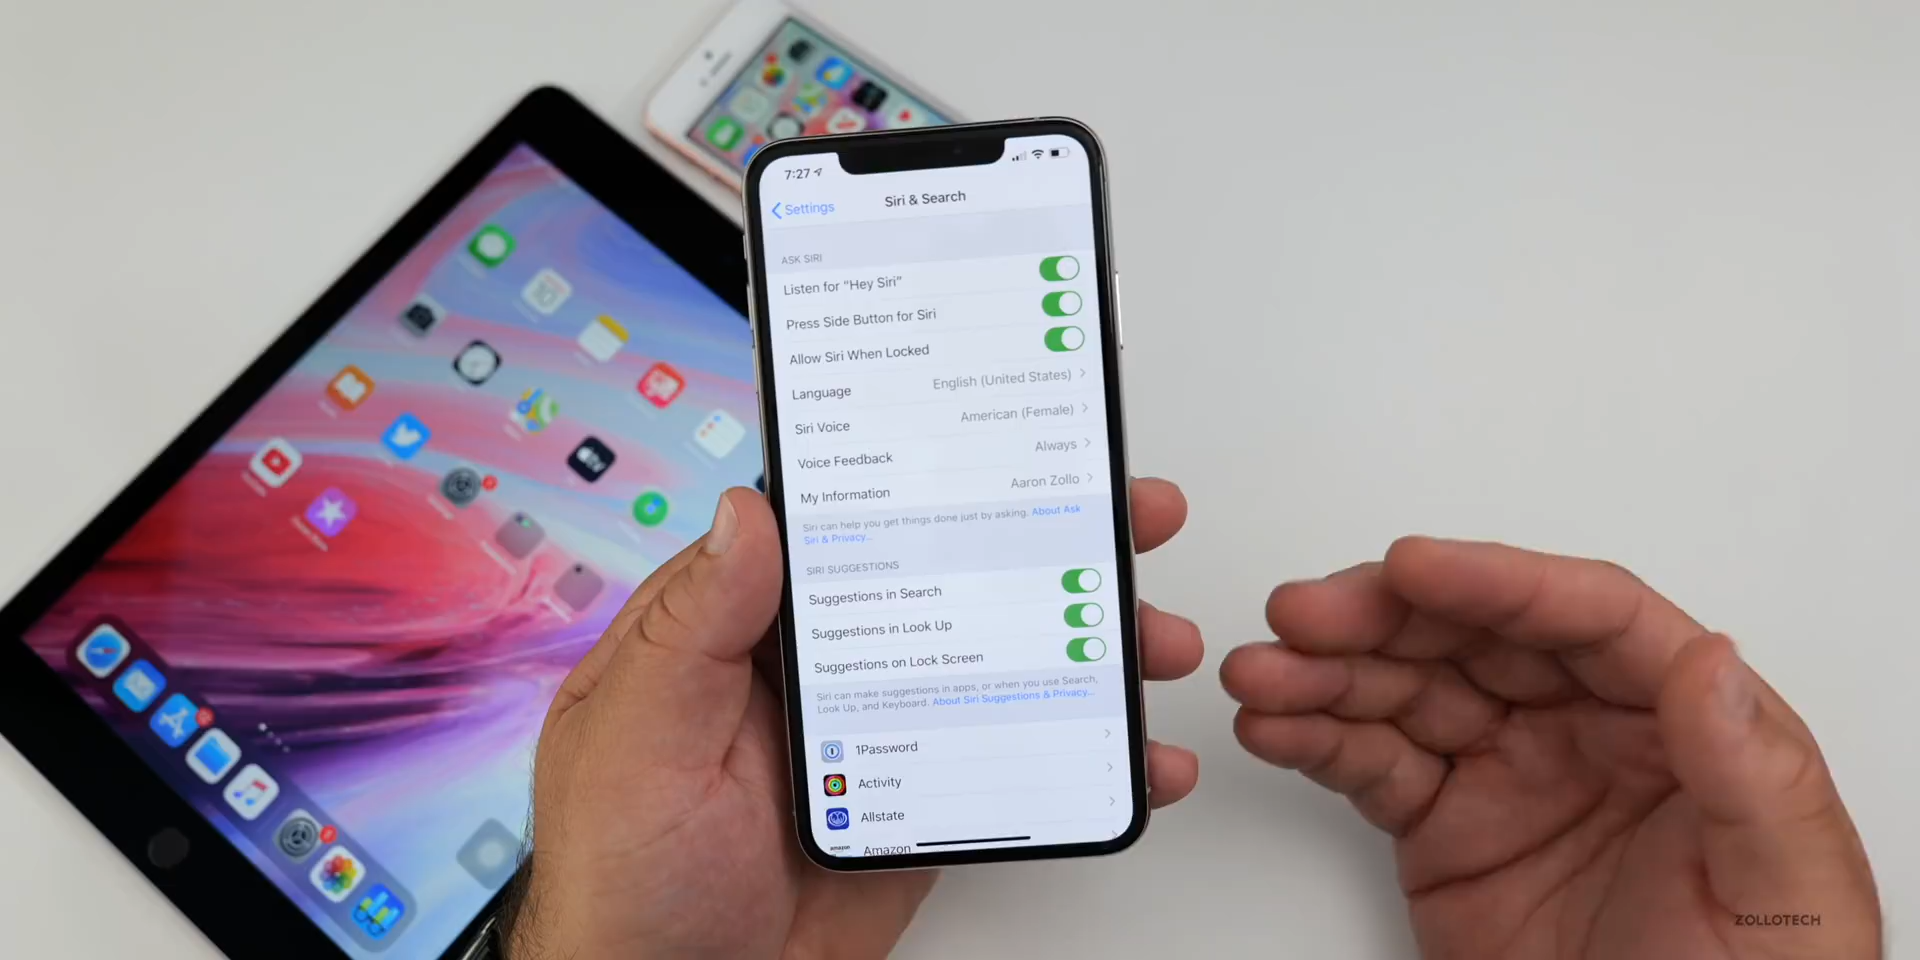 7:27
Settings
Siri & Search
ASK SIRI
Listen for “Hey Siri”
Press Side Button for Siri
Allow Siri When Locked
Language English (United States)
Siri Voice American (Female)
Voice Feedback Always
My Information Aaron Zollo
Siri can help you get things done just by asking. About Ask
Siri & Privacy...
SIRI SUGGESTIONS
Suggestions in Search
Suggestions in Look Up
Suggestions on Lock Screen
Siri can make suggestions in apps, or when you use Search,
Look Up, and Keyboard. About Siri Suggestions & Privacy...
1Password
Activity
Allstate
amazon
Amazon
ZOLLOTECH